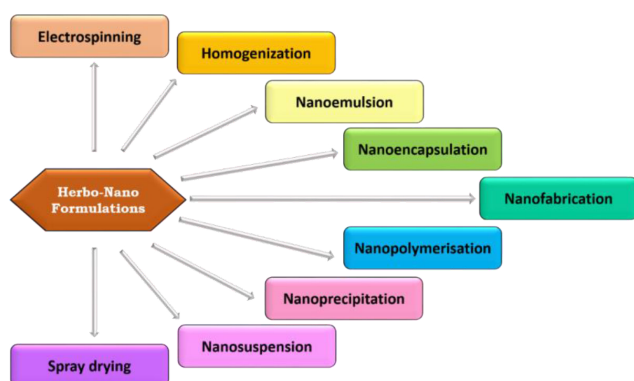 Electrospinning
Homogenization
Nanoemulsion
Nanoencapsulation
Herbo-Nano
Formulations
Nanofabrication
Nanopolymerisation
Nanoprecipitation
Nanosuspension
Spray drying